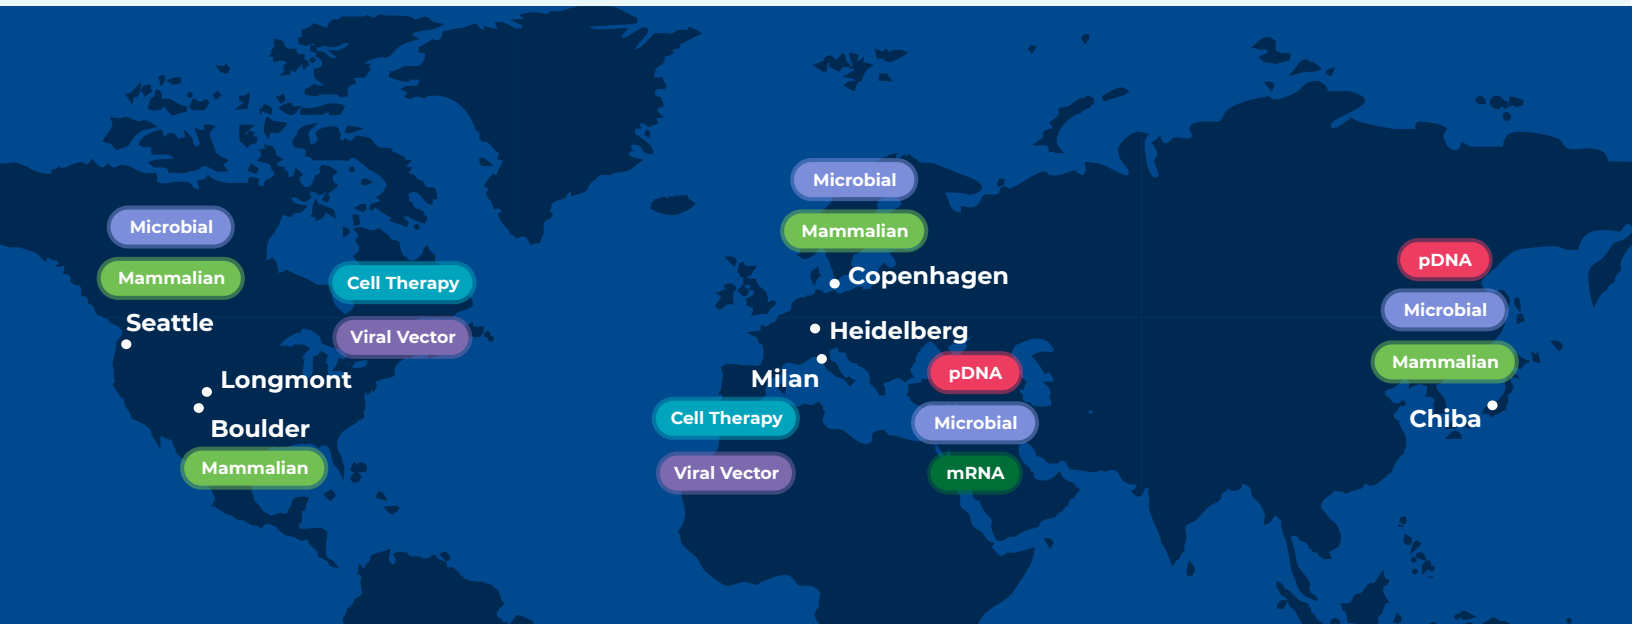 Microbial
Mammalian
Seattle
Cell Therapy
Viral Vector
Longmont
Boulder
Mammalian
Microbial
Mammalian
Copenhagen
Heidelberg
Milan
Cell Therapy
Viral Vector
pDNA
Microbial
mRNA
pDNA
Microbial
Mammalian
Chiba